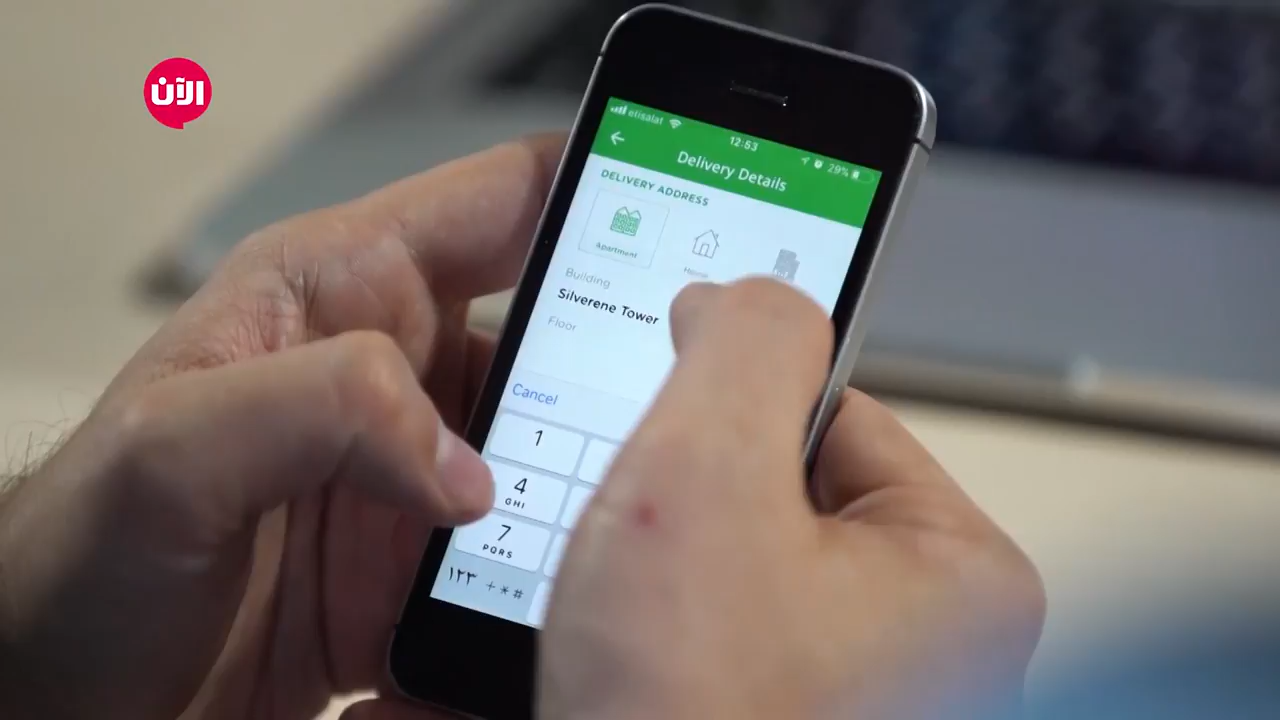 الآن
etisalat
12:53
29%
Delivery Details
DELIVERY ADDRESS
Apartment
Home
Building
Silverene Tower
Floor
Cancel
1
4
GHI
7
PQRS
١٢٣ +*#